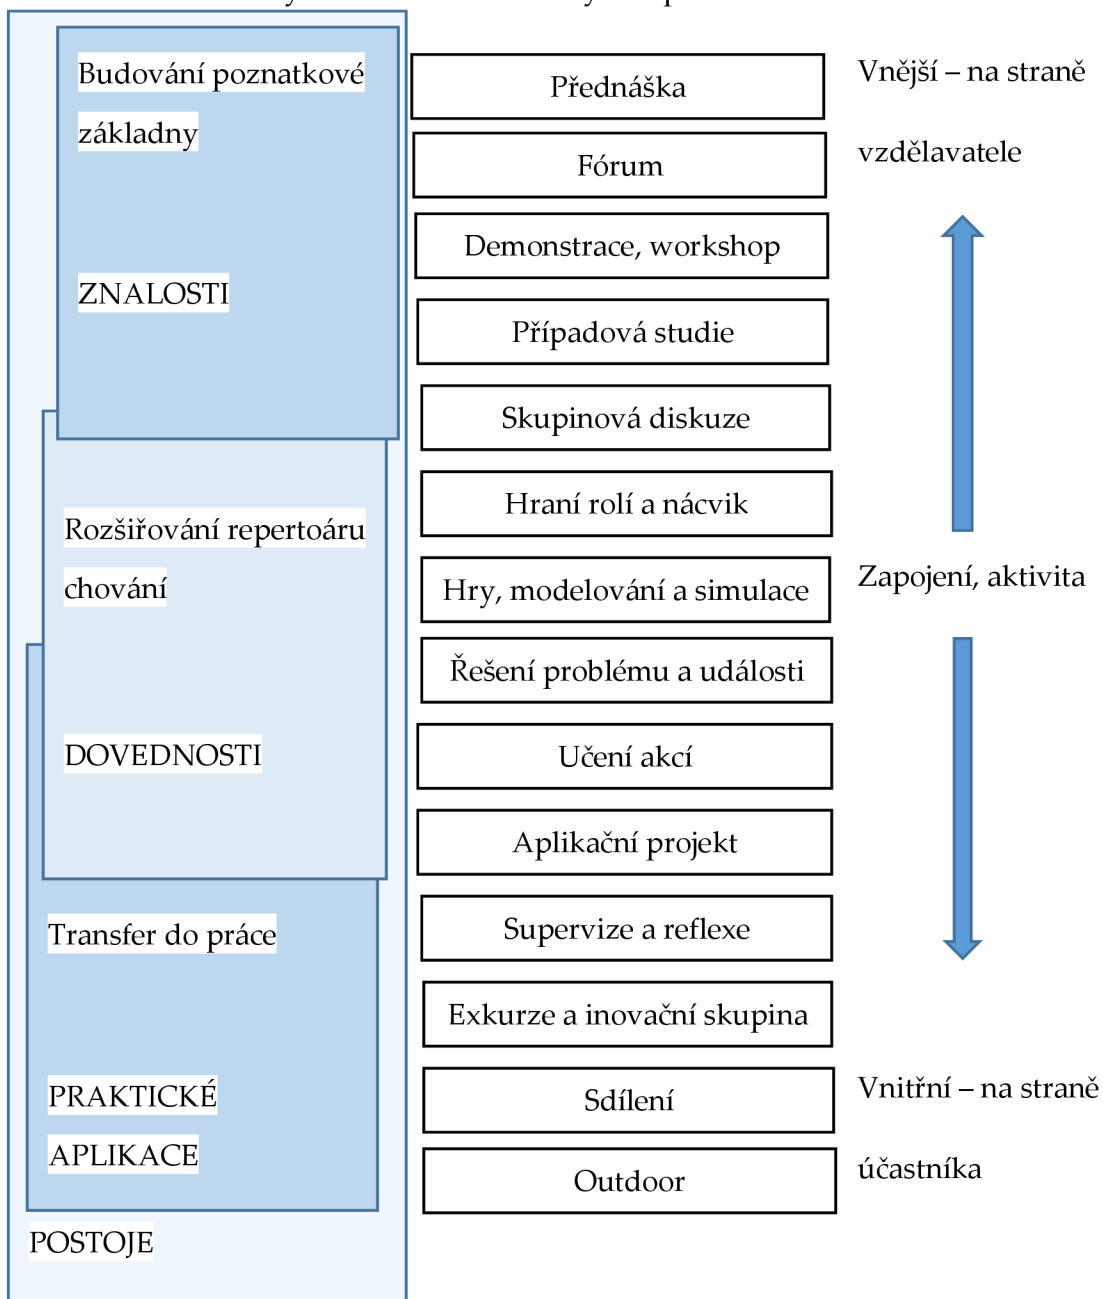 Budování poznatkové
základny
ZNALOSTI
Rozšiřování repertoáru
chování
DOVEDNOSTI
Transfer do práce
PRAKTICKÉ
APLIKACE
POSTOJE
Přednáška
Fórum
Demonstrace, workshop
Případová studie
Skupinová diskuze
Hraní rolí a nácvik
Hry, modelování a simulace
Řešení problému a události
Učení akcí
Aplikační projekt
Supervize a reflexe
Exkurze a inovační skupina
Sdílení
Outdoor
Vnější – na straně
vzdělavatele
Zapojení, aktivita
Vnitřní – na straně
účastníka